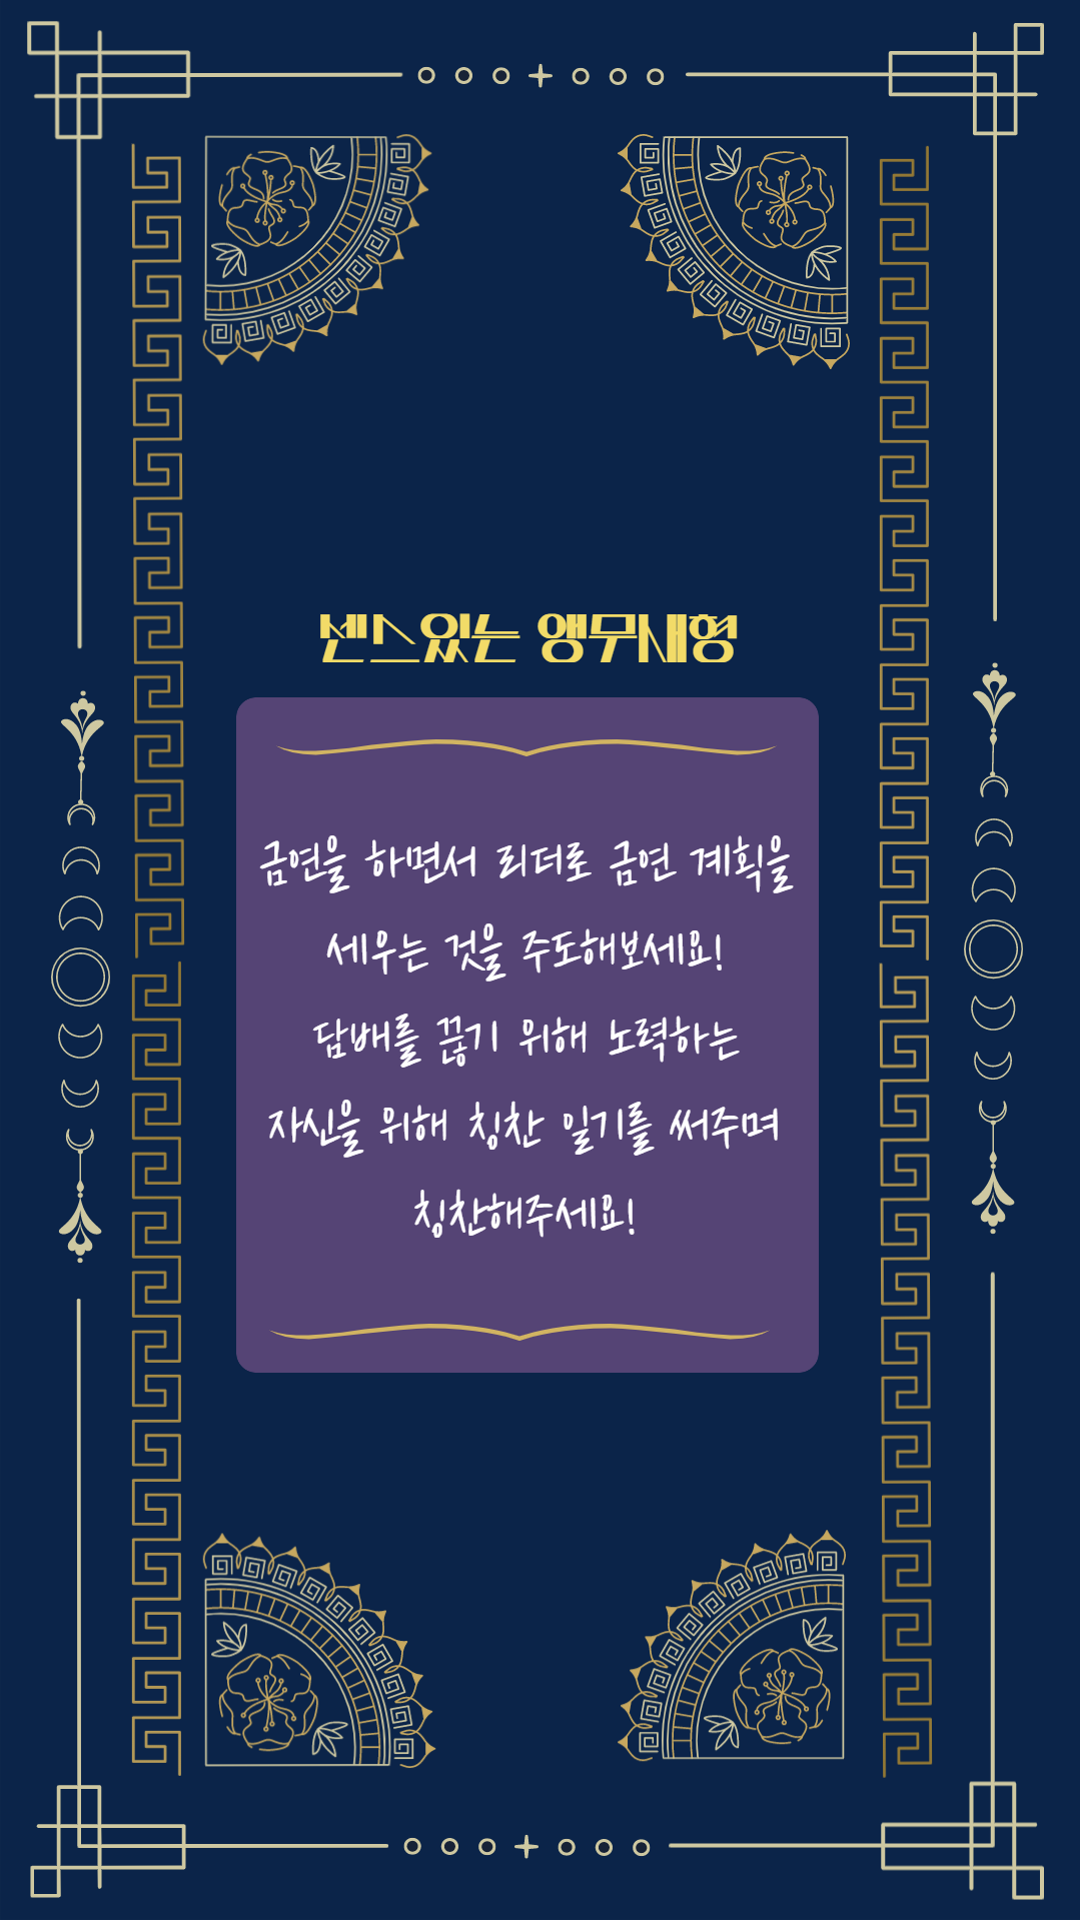 센스있는 앵무새형
금연을 하면서 리더로 금연 계획을
세우는 것을 주도해보세요!
담배를 끊기 위해 노력하는
자신을 위해 칭찬 일기를 써주며
칭찬해주세요!